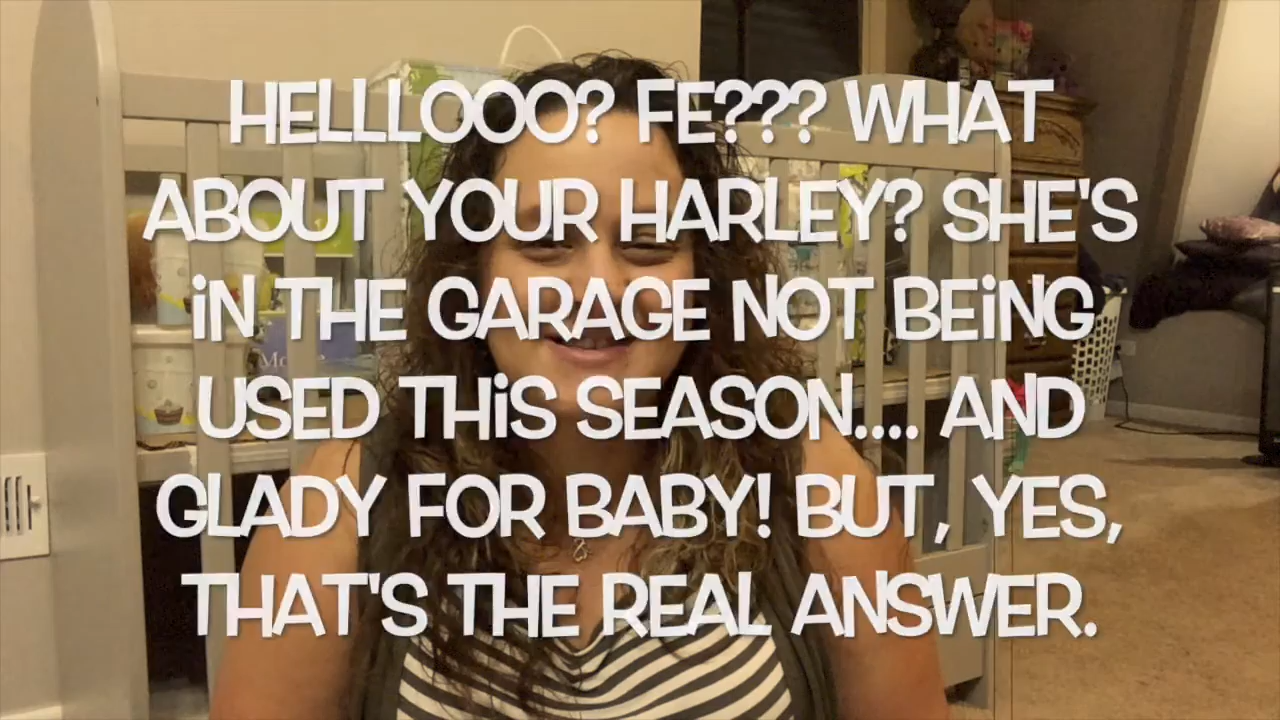 HELLLOOO? FE??? WHAT
ABOUT YOUR HARLEY? SHE'S
iN THE GARAGE NOT BEiNG
USED THiS SEASON.... AND
GLADY FOR BABY! BUT, YES,
THAT'S THE REAL ANSWER.